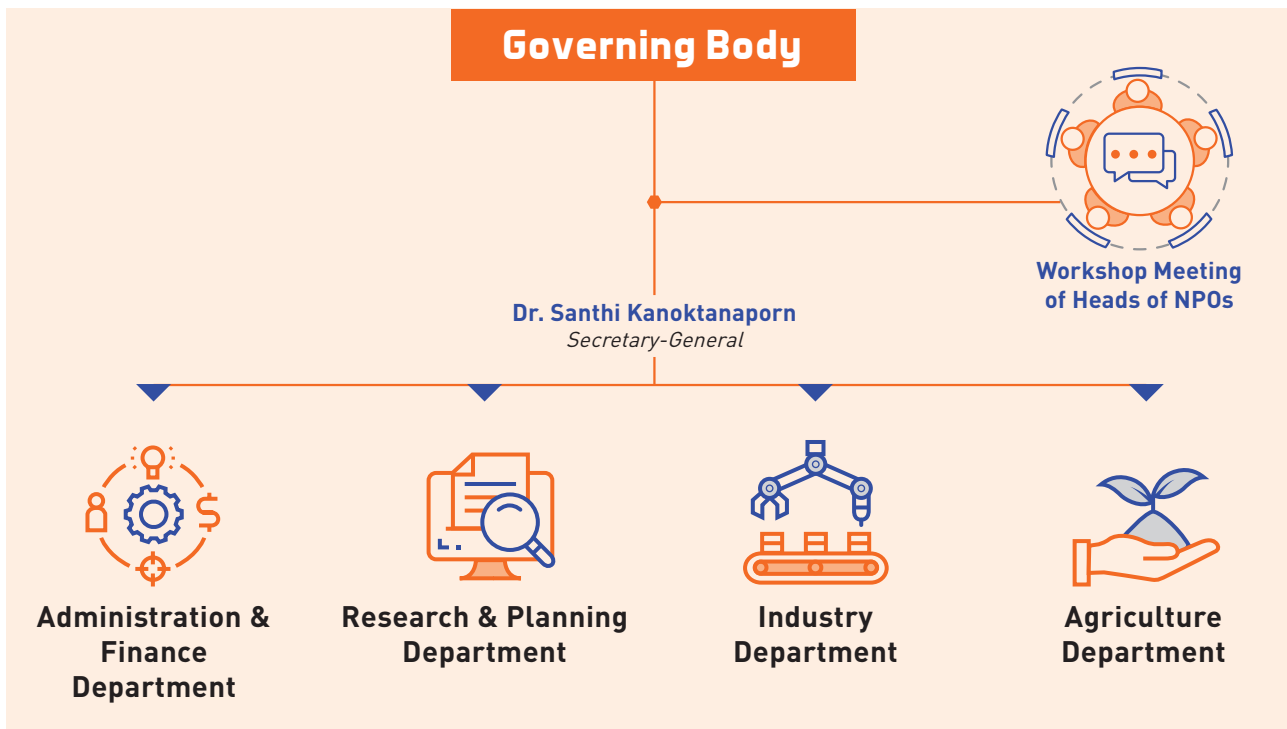 Governing Body
Workshop Meeting
of Heads of NPOs
Dr. Santhi Kanoktanaporn
Secretary-General
Administration &
Finance
Department
Research & Planning
Department
Industry
Department
Agriculture
Department